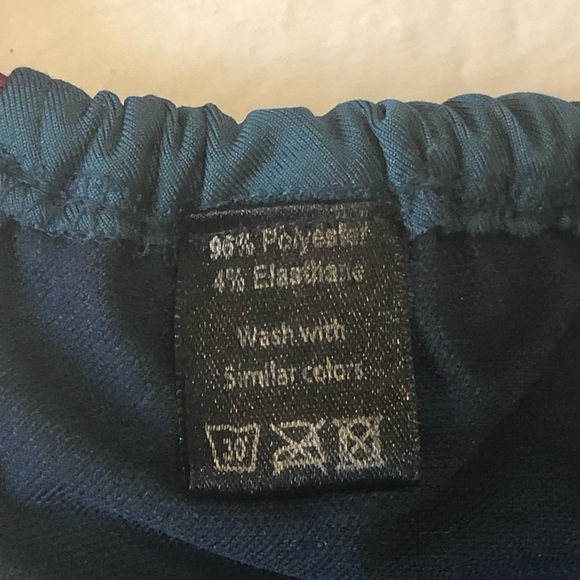 96% Polyester
4% Elasthane
Wash with
Similar colors
30